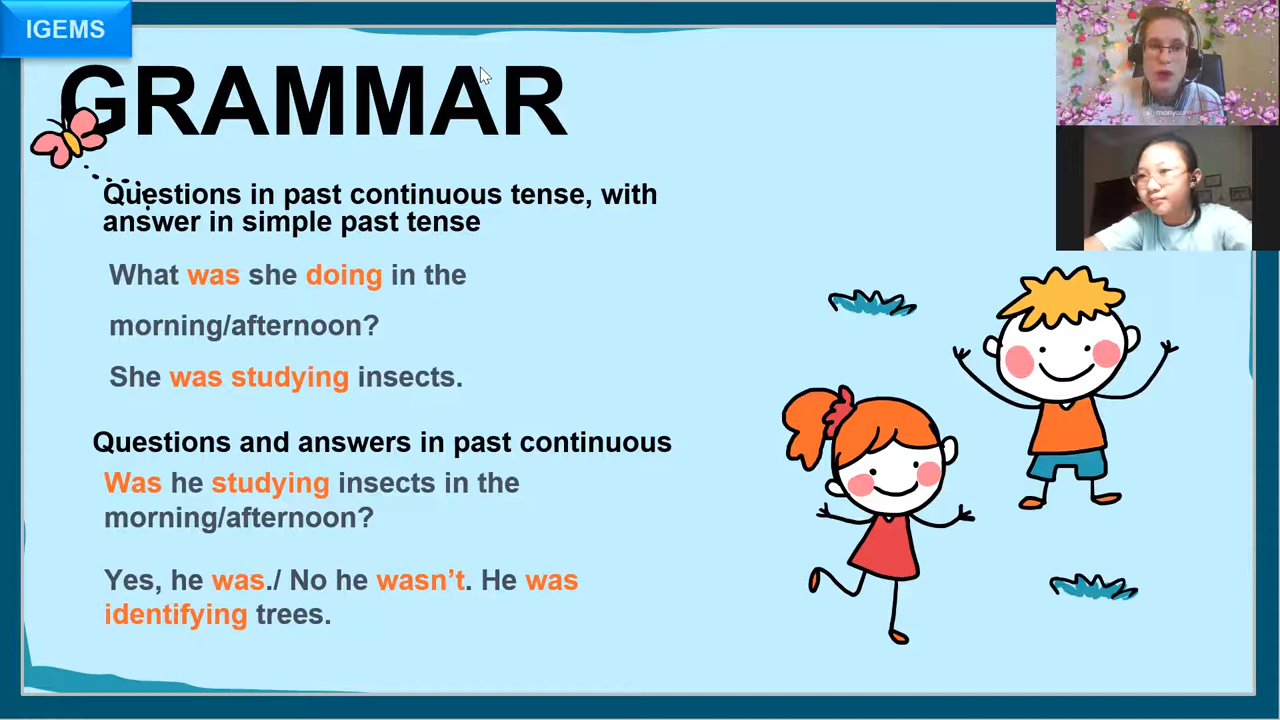 IGEMS
GRAMMAR
Questions in past continuous tense, with
answer in simple past tense
What was she doing in the
morning/afternoon?
She was studying insects.
Questions and answers in past continuous
Was he studying insects in the
morning/afternoon?
Yes, he was./ No he wasn’t. He was
identifying trees.